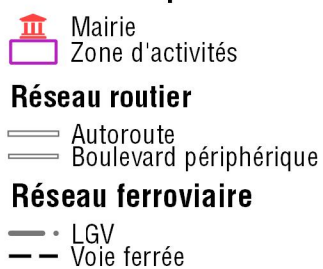 Mairie
Zone d'activités
Réseau routier
Autoroute
Boulevard périphérique
Réseau ferroviaire
LGV
Voie ferrée